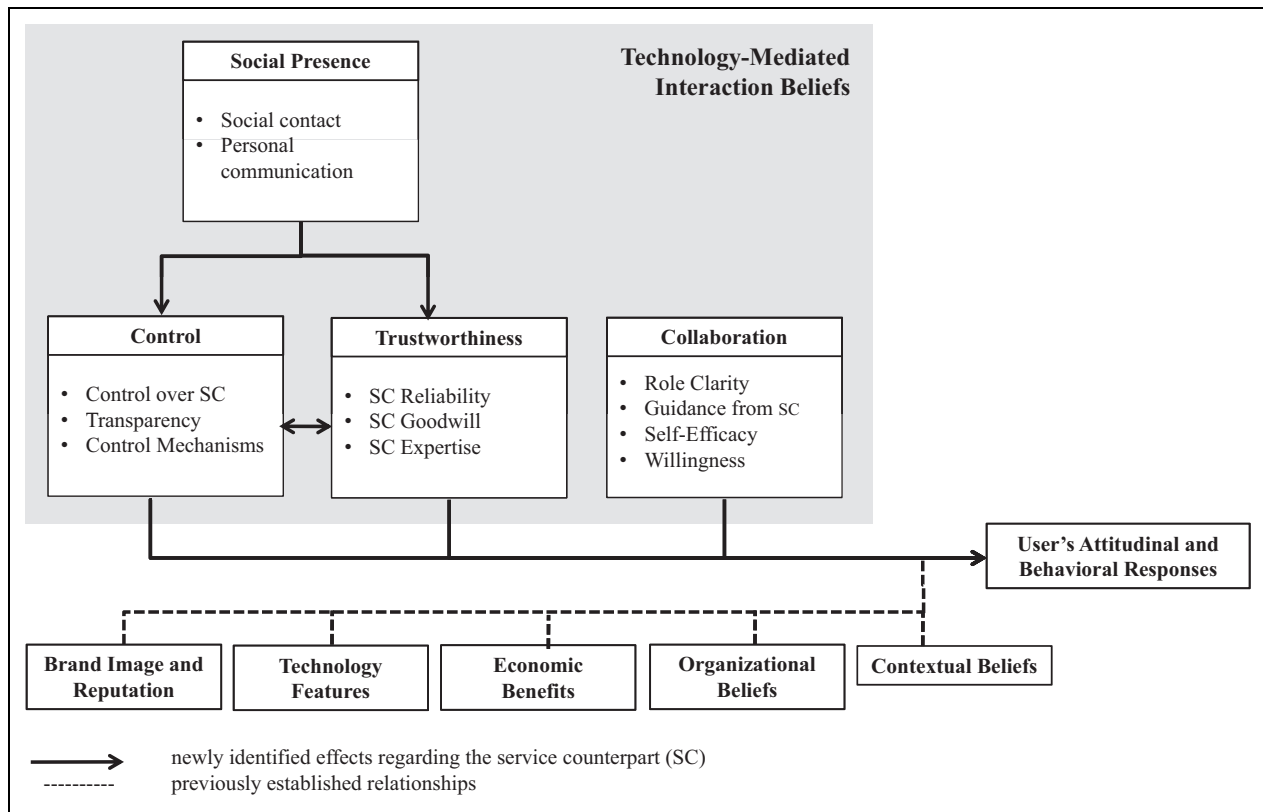 Social Presence
• Social contact
• Personal
communication
Technology-Mediated
Interaction Beliefs
Control
• Control over SC
• Transparency
• Control Mechanisms
Trustworthiness
• SC Reliability
• SC Goodwill
• SC Expertise
Collaboration
• Role Clarity
• Guidance from SC
• Self-Efficacy
• Willingness
User's Attitudinal and
Behavioral Responses
Brand Image and
Reputation
Technology
Features
Economic
Benefits
Organizational
Beliefs
Contextual Beliefs
newly identified effects regarding the service counterpart (SC)
previously established relationships